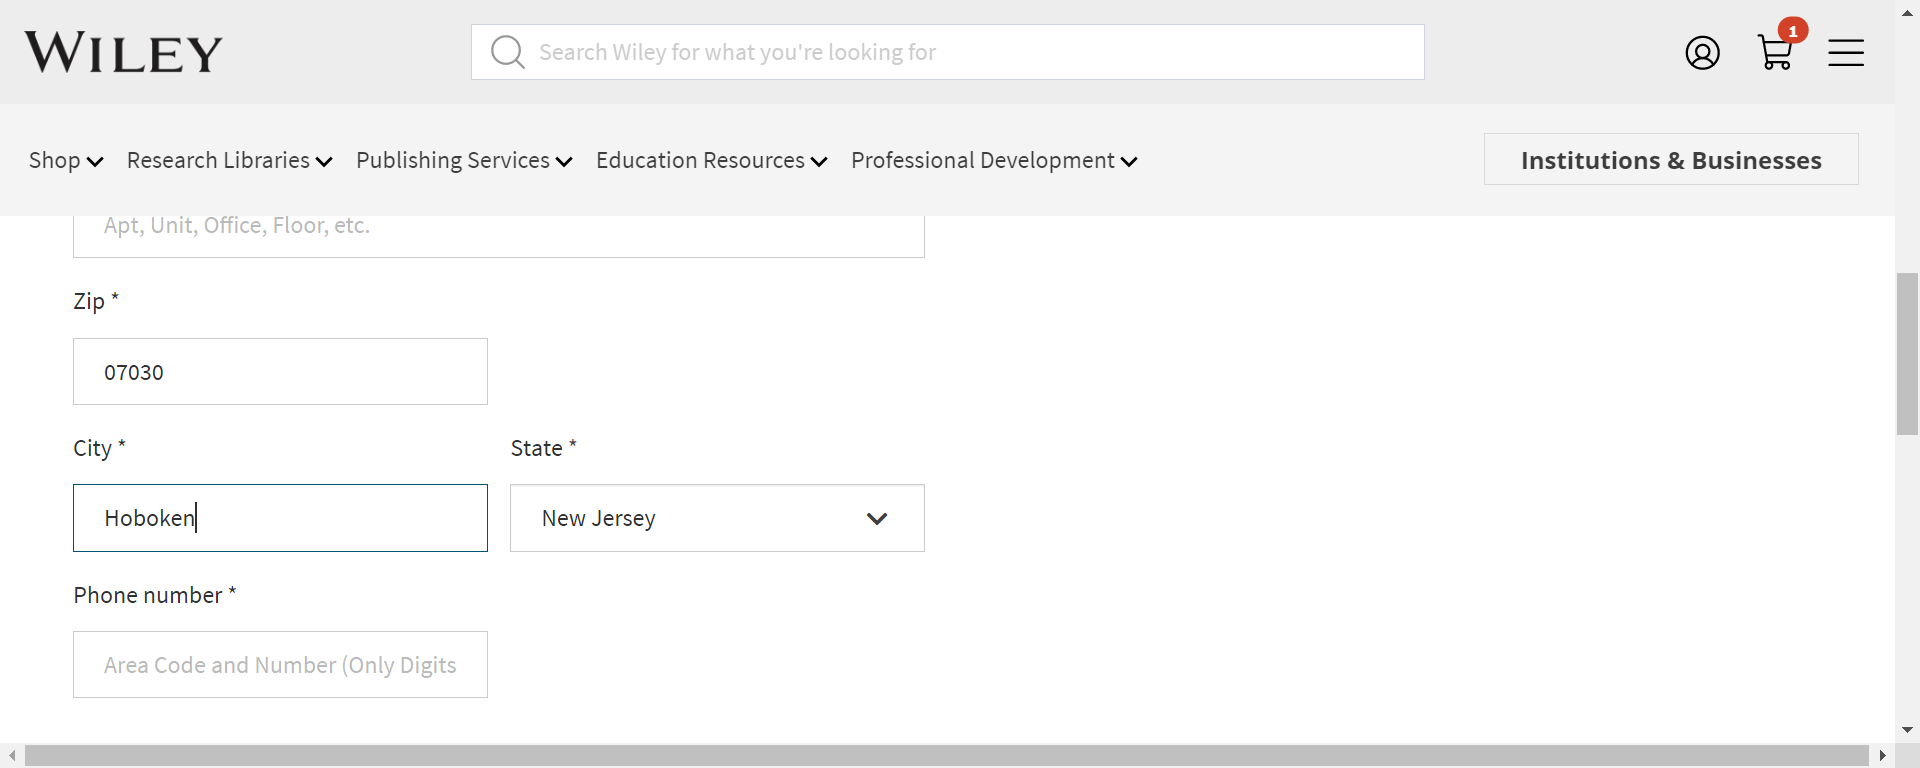 WILEY
Search Wiley for what you're looking for
1
Shop
Research Libraries
Publishing Services
Education Resources
Professional Development
Institutions & Businesses
Apt, Unit, Office, Floor, etc.
Zip *
07030
City *
State *
Hoboken
New Jersey
Phone number *
Area Code and Number (Only Digits